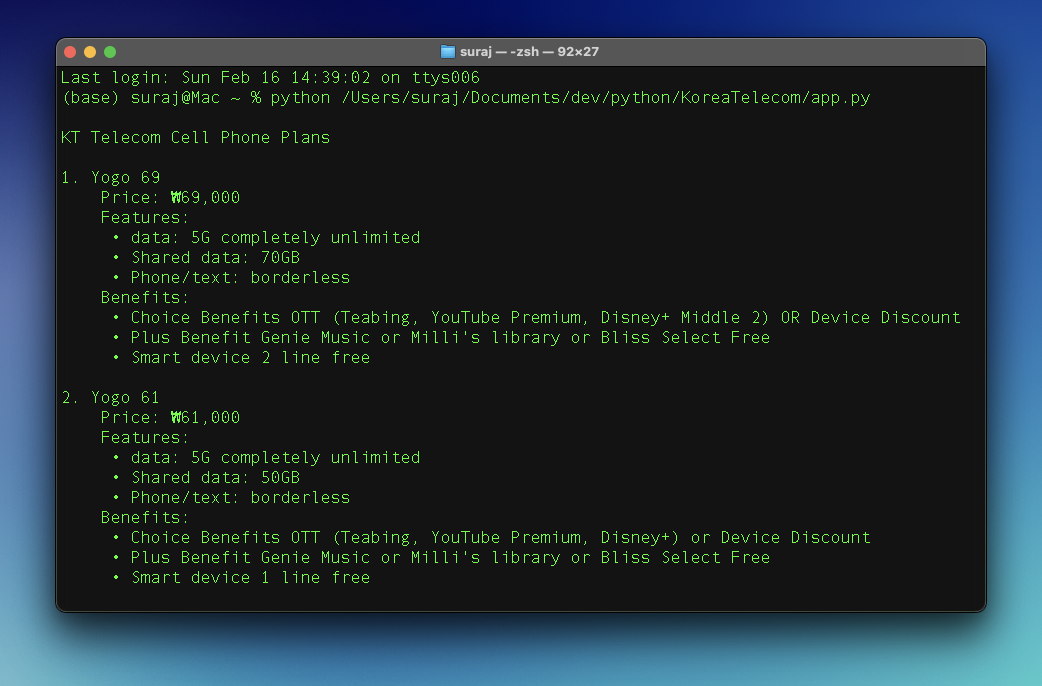 suraj — -zsh — 92×27
Last login: Sun Feb 16 14:39:02 on ttys006
(base) suraj@Mac ~ % python /Users/suraj/Documents/dev/python/KoreaTelecom/app.py
KT Telecom Cell Phone Plans
1. Yogo 69
Price: ₩69,000
Features:
• data: 5G completely unlimited
• Shared data: 70GB
• Phone/text: borderless
Benefits:
• Choice Benefits OTT (Teabing, YouTube Premium, Disney+ Middle 2) OR Device Discount
• Plus Benefit Genie Music or Milli's library or Bliss Select Free
• Smart device 2 line free
2. Yogo 61
Price: ₩61,000
Features:
• data: 5G completely unlimited
• Shared data: 50GB
• Phone/text: borderless
Benefits:
• Choice Benefits OTT (Teabing, YouTube Premium, Disney+) or Device Discount
• Plus Benefit Genie Music or Milli's library or Bliss Select Free
• Smart device 1 line free